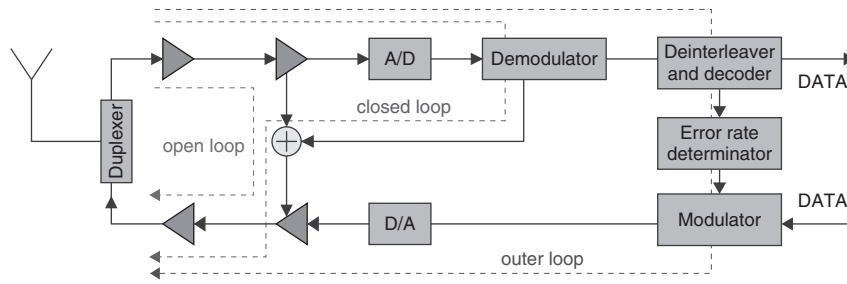 A/D
Demodulator
Deinterleaver
and decoder
DATA
closed loop
Duplexer
open loop
Error rate
determinator
D/A
Modulator
DATA
outer loop